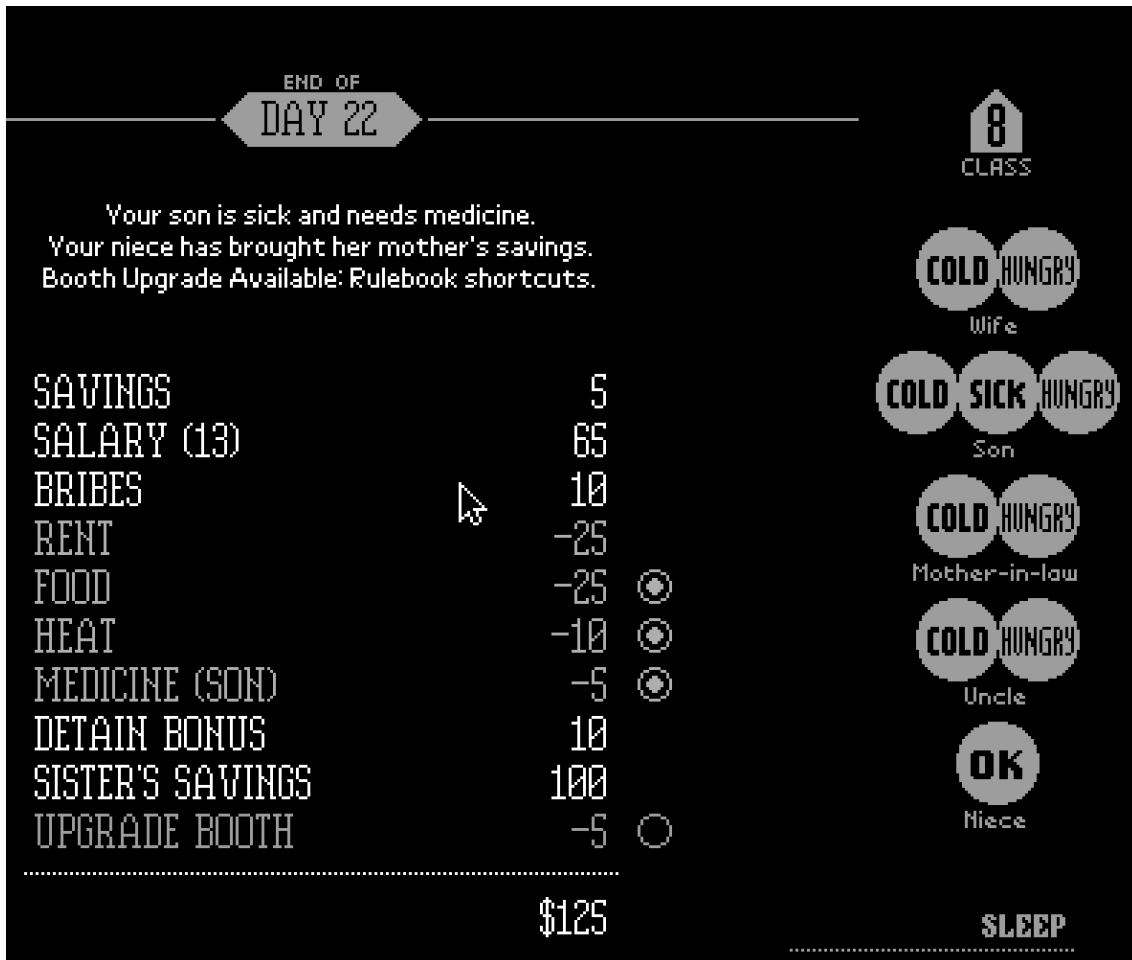 END OF
DAY 22
8
CLASS
Your son is sick and needs medicine.
Your niece has brought her mother's savings.
Booth Upgrade Available: Rulebook shortcuts.
SAVINGS 5
SALARY (13) 65
BRIBES 10
RENT -25
FOOD -25
HEAT -10
MEDICINE (SON) -5
DETAIN BONUS 10
SISTER'S SAVINGS 100
UPGRADE BOOTH -5
$125
COLD HUNGRY
Wife
COLD SICK HUNGRY
Son
COLD HUNGRY
Mother-in-law
COLD HUNGRY
Uncle
OK
Niece
SLEEP